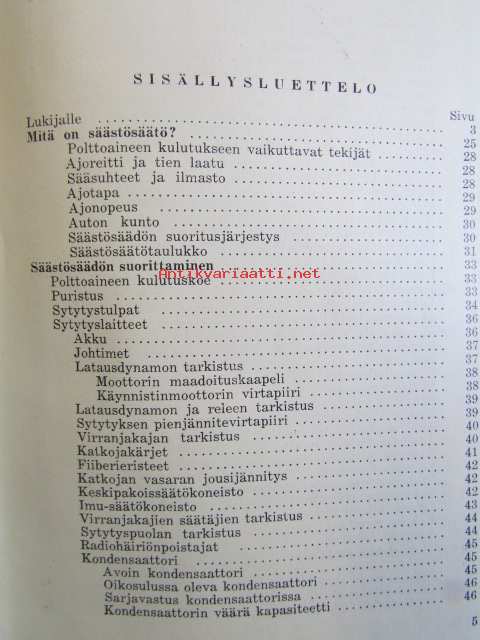 SISÄLLYSLUETTELO
Sivu
Lukijalle 3
Mitä on säästösäätö? 25
Polttoaineen kulutukseen vaikuttavat tekijät 28
Ajoreitti ja tien laatu 28
Sääsuhteet ja ilmasto 28
Ajotapa 29
Ajonopeus 29
Auton kunto 30
Säästösäädön suoritusjärjestys 30
Säästösäätötaulukko 31
Säästösäädön suorittaminen 33
Antikvariaatti.net
Polttoaineen kulutuskoe 33
Puristus 33
Sytytystulpat 34
Sytytyslaitteet 36
Akku 36
Johtimet 37
Latausdynamon tarkistus 37
Moottorin maadoituskaapeli 38
Käynnistinmoottorin virtapiiri 38
Latausdynamon ja releen tarkistus 39
Sytytyksen pienjännitevirtapiiri 39
Virranjakajan tarkistus 40
Katkojakärjet 40
Fiiberieristeet 41
Katkojan vasaran jousijännitys 42
Keskipakoissäätökoneisto 42
Imu-säätökoneisto 42
Virranjakajien säätäjien tarkistus 43
Sytytyspuolan tarkistus 44
Radiohäiriönpoistajat 44
Kondensaattori 45
Avoin kondensaattori 45
Oikosulussa oleva kondensaattori 45
Sarjavastus kondensaattorissa 46
Kondensaattorin väärä kapasiteetti 46
5